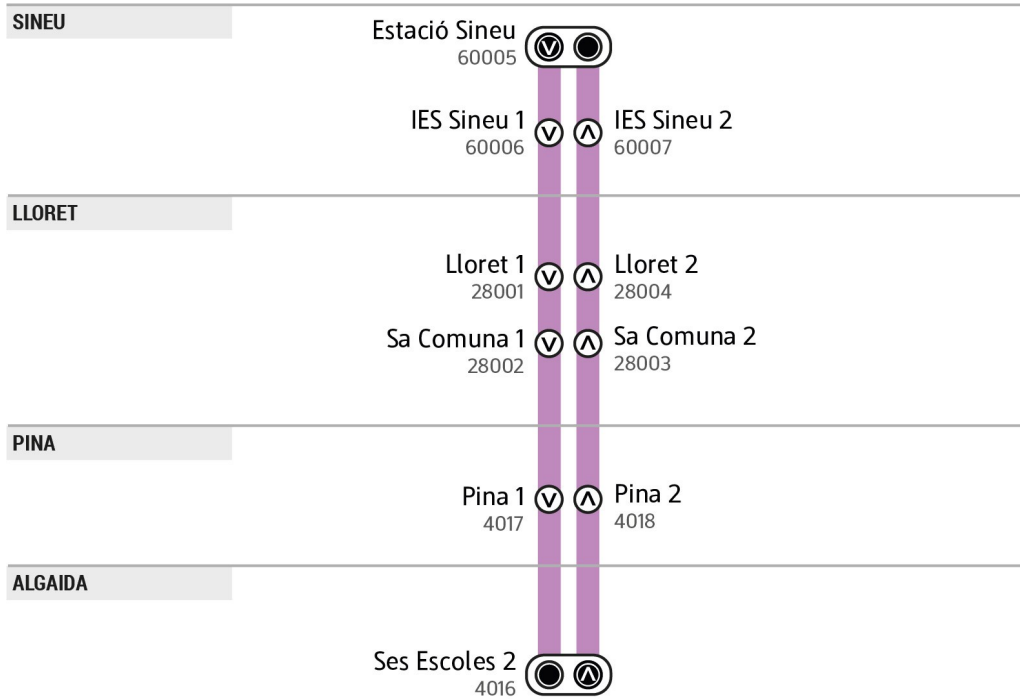 SINEU
Estació Sineu
60005
IES Sineu 1
60006
IES Sineu 2
60007
LLORET
Lloret 1
28001
Lloret 2
28004
Sa Comuna 1
28002
Sa Comuna 2
28003
PINA
Pina 1
4017
Pina 2
4018
ALGAIDA
Ses Escoles 2
4016